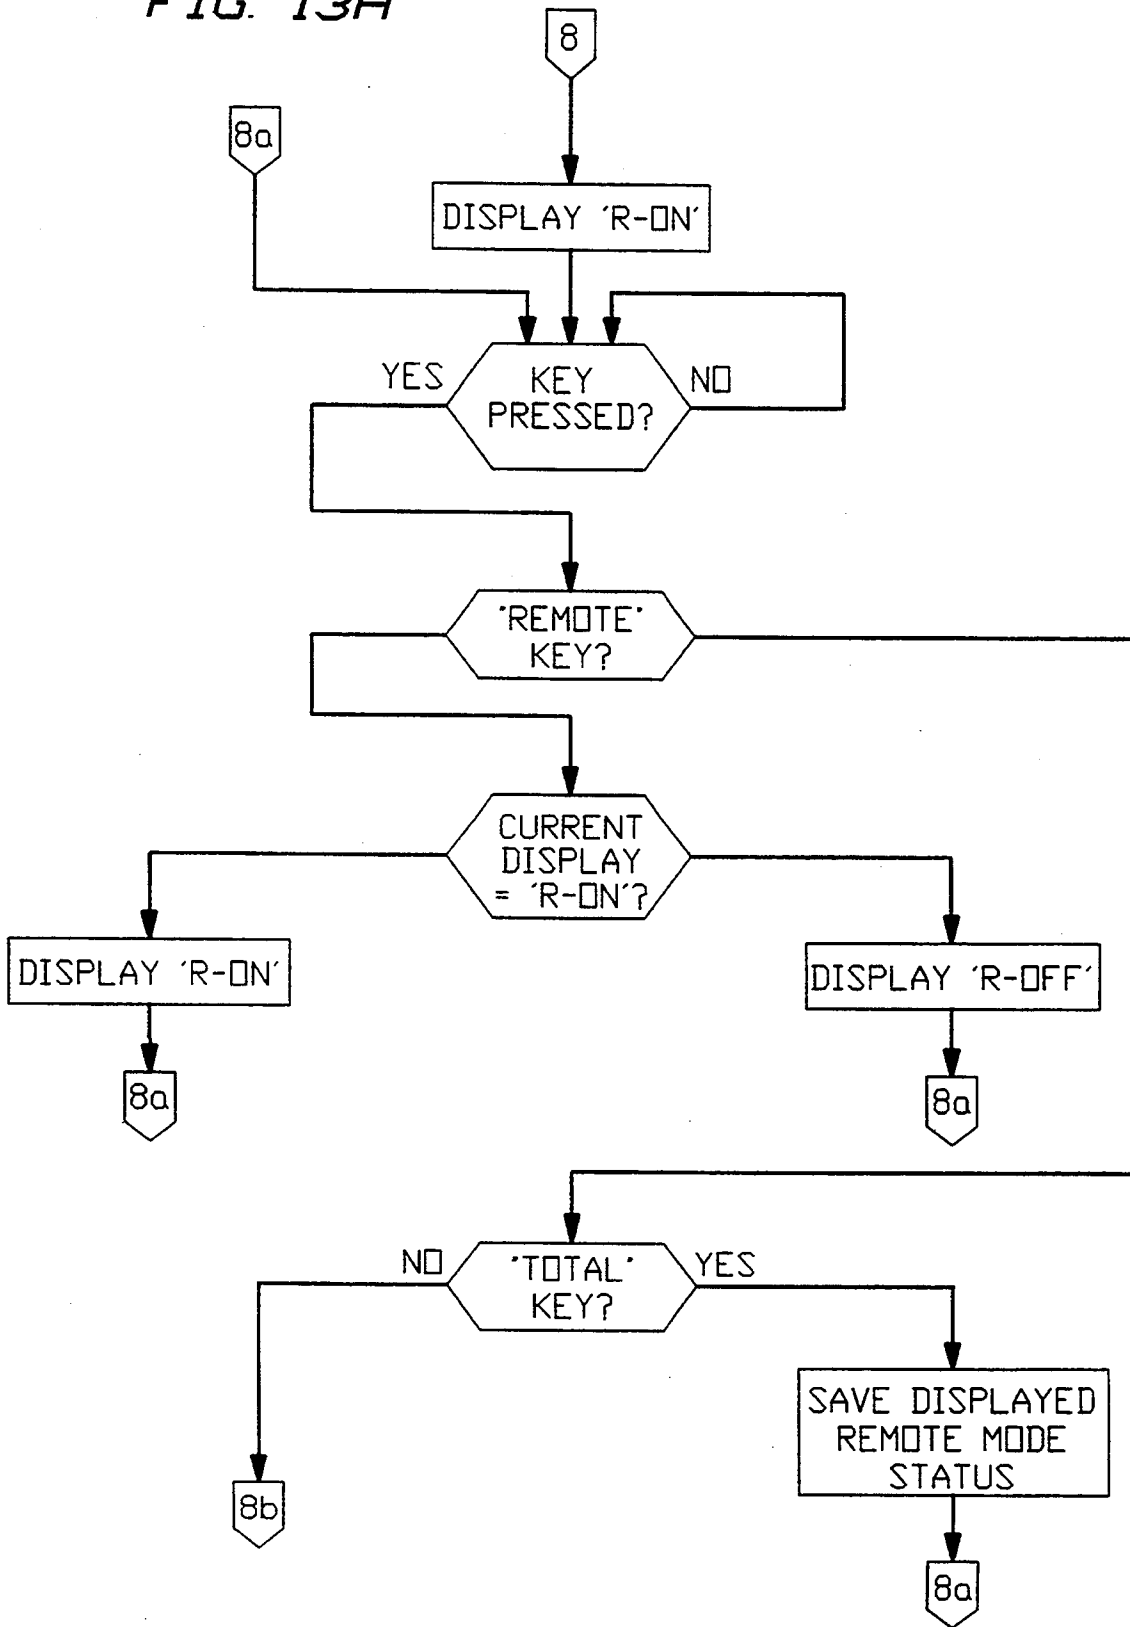 FIG. 13A
8
8a
DISPLAY 'R-ON'
YES
KEY
PRESSED?
NO
'REMOTE'
KEY?
CURRENT
DISPLAY
= 'R-ON'?
DISPLAY 'R-ON'
DISPLAY 'R-OFF'
8a
8a
NO
'TOTAL'
KEY?
YES
SAVE DISPLAYED
REMOTE MODE
STATUS
8b
8a